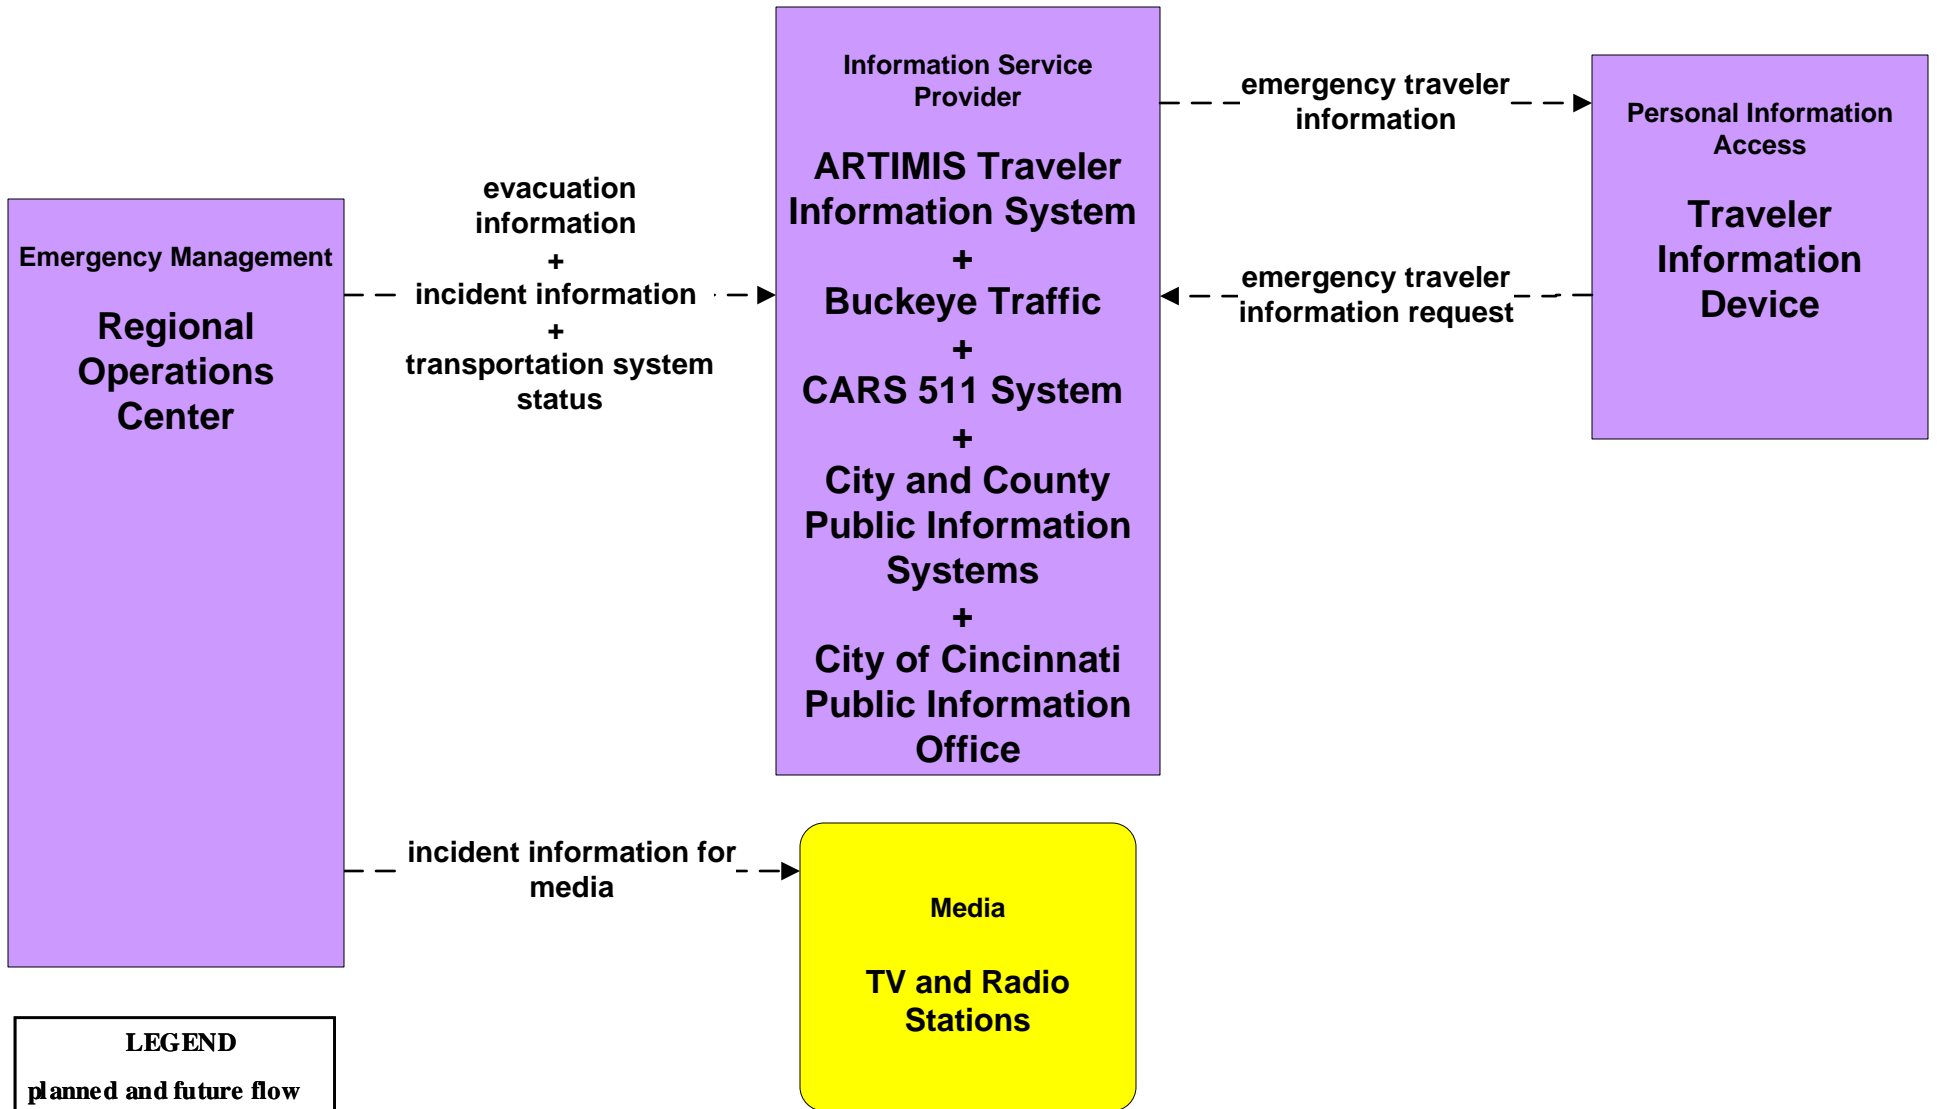 Emergency Management
Regional
Operations
Center
evacuation
information
+
incident information
+
transportation system
status
incident information for
media
Information Service
Provider
ARTIMIS Traveler
Information System
+
Buckeye Traffic
+
CARS 511 System
+
City and County
Public Information
Systems
+
City of Cincinnati
Public Information
Office
Media
TV and Radio
Stations
emergency traveler
information
emergency traveler
information request
Personal Information
Access
Traveler
Information
Device
LEGEND
planned and future flow